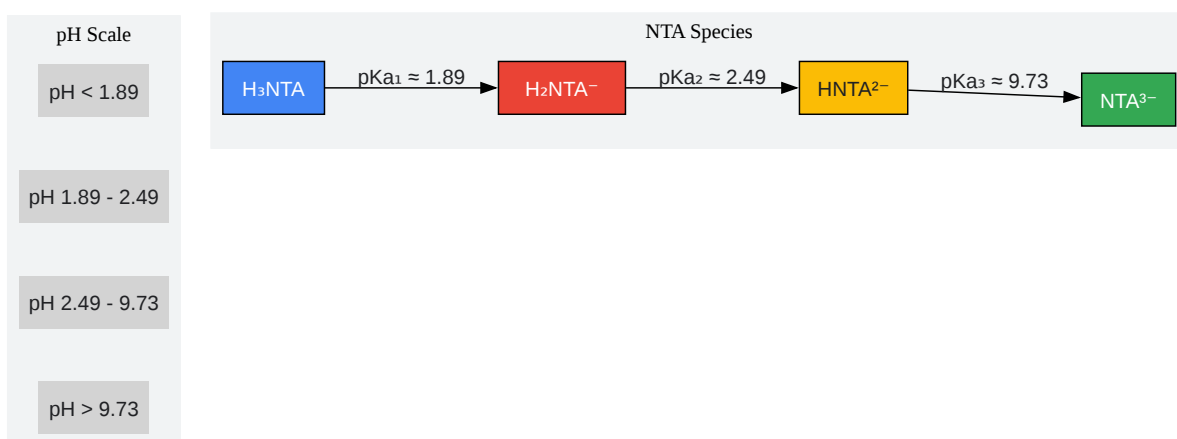 pH Scale
pH < 1.89
pH 1.89 - 2.49
pH 2.49 - 9.73
pH > 9.73
NTA Species
H₃NTA
pKa₁ ≈ 1.89
H₂NTA⁻
pKa₂ ≈ 2.49
HNTA²⁻
pKa₃ ≈ 9.73
NTA³⁻